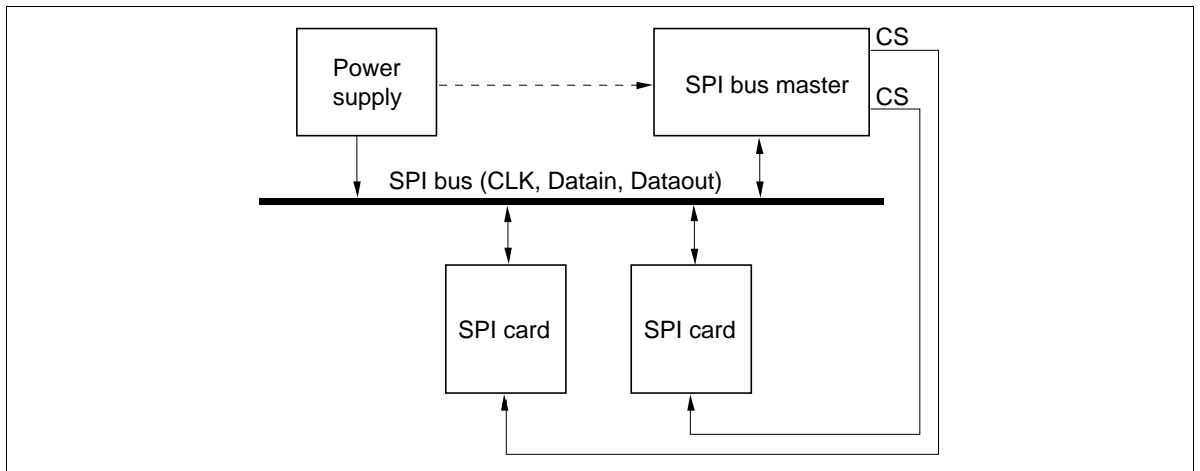 Power
supply
SPI bus master
CS
CS
SPI bus (CLK, Datain, Dataout)
SPI card
SPI card